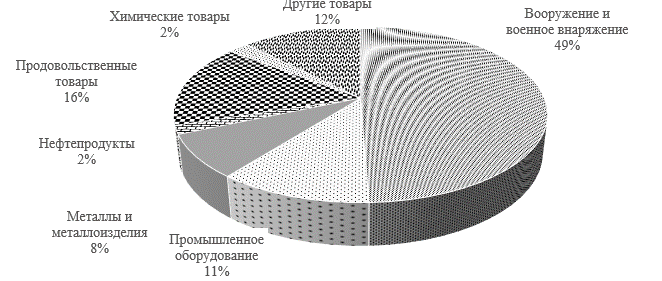 Другие товары
12%
Химические товары
2%
Вооружение и
военное внаряжение
49%
Продовольственные
товары
16%
Нефтепродукты
2%
Металлы и
металлоизделия
8%
Промышленное
оборудование
11%